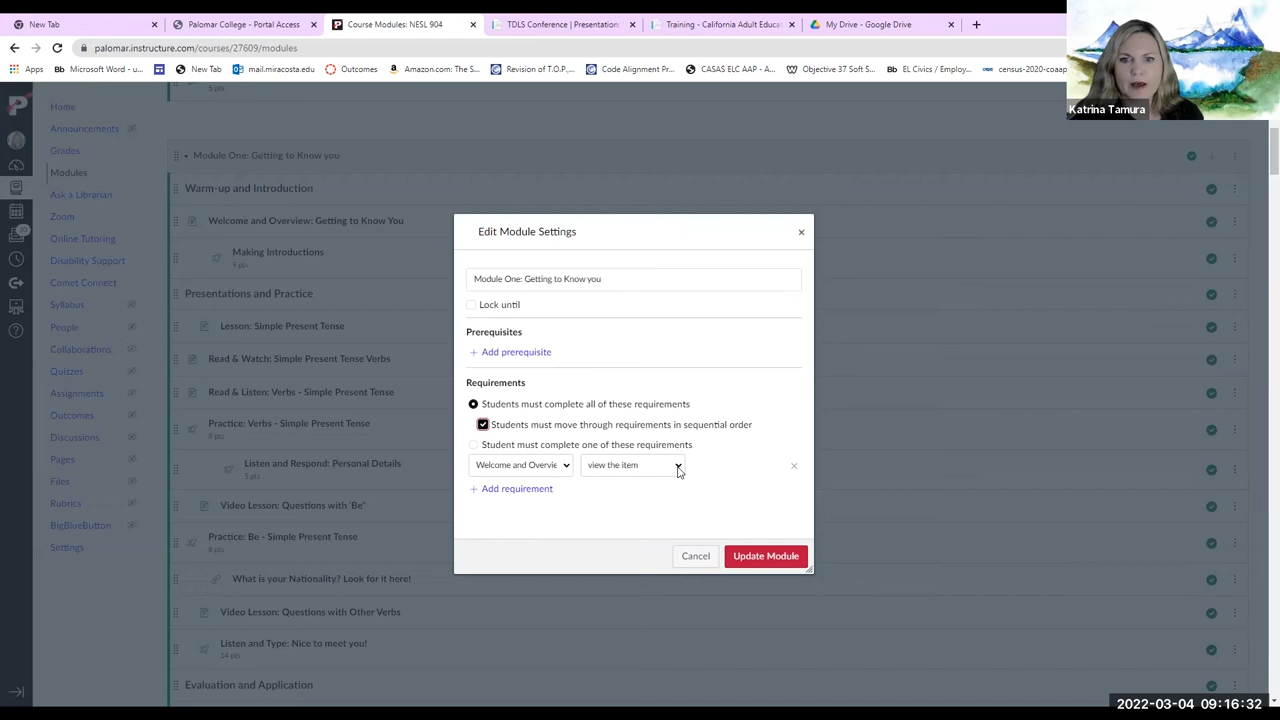 New Tab
Palomar College - Portal Access
Course Modules: NESL 904
TDLS Conference | Presentation:
Training - California Adult Educa
My Drive - Google Drive
palomar.instructure.com/courses/27609/modules
Apps
Bb Microsoft Word - u...
New Tab
mail.miracosta.edu
Outcomes
Amazon.com: The S...
Revision of T.O.P,...
Code Alignment Pr...
CASAS ELC AAP - A...
Objective 37 Soft S...
Bb EL Civics / Employ...
census-2020-coaap
Katrina Tamura
Home
Announcements
Grades
Modules
Ask a Librarian
Zoom
Online Tutoring
Disability Support
Comet Connect
Syllabus
People
Collaborations
Quizzes
Assignments
Outcomes
Discussions
Pages
Files
Rubrics
BigBlueButton
Settings
5 pts
Module One: Getting to Know you
Warm-up and Introduction
Welcome and Overview: Getting to Know You
Making Introductions
9 pts
Presentations and Practice
Lesson: Simple Present Tense
Read & Watch: Simple Present Tense Verbs
Read & Listen: Verbs - Simple Present Tense
Practice: Verbs - Simple Present Tense
8 pts
Listen and Respond: Personal Details
5 pts
Video Lesson: Questions with 'Be"
Practice: Be - Simple Present Tense
8 pts
What is your Nationality? Look for it here!
Video Lesson: Questions with Other Verbs
Listen and Type: Nice to meet you!
14 pts
Evaluation and Application
Edit Module Settings
Module One: Getting to Know you
Lock until
Prerequisites
+ Add prerequisite
Requirements
Students must complete all of these requirements
Students must move through requirements in sequential order
Student must complete one of these requirements
Welcome and Overvie
view the item
+ Add requirement
Cancel
Update Module
2022-03-04 09:16:32